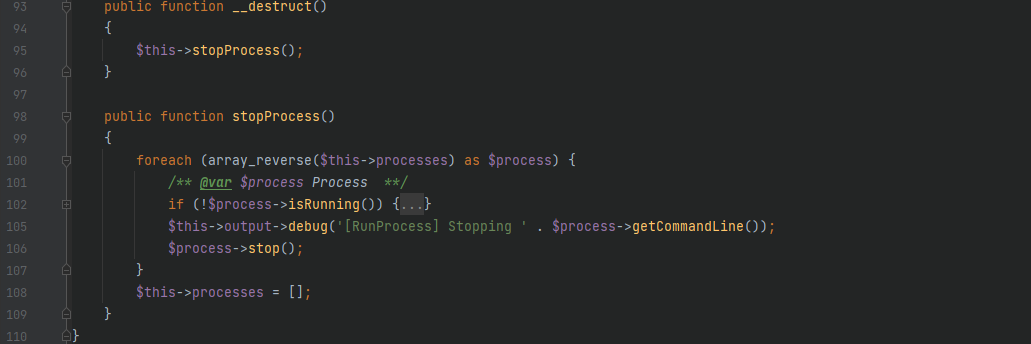 93 public function __destruct()
94 {
95 $this->stopProcess();
96 }
97
98 public function stopProcess()
99 {
100 foreach (array_reverse($this->processes) as $process) {
101 /** @var $process Process  **/
102 if (!$process->isRunning()) {...}
105 $this->output->debug('[RunProcess] Stopping ' . $process->getCommandLine());
106 $process->stop();
107 }
108 $this->processes = [];
109 }
110 }